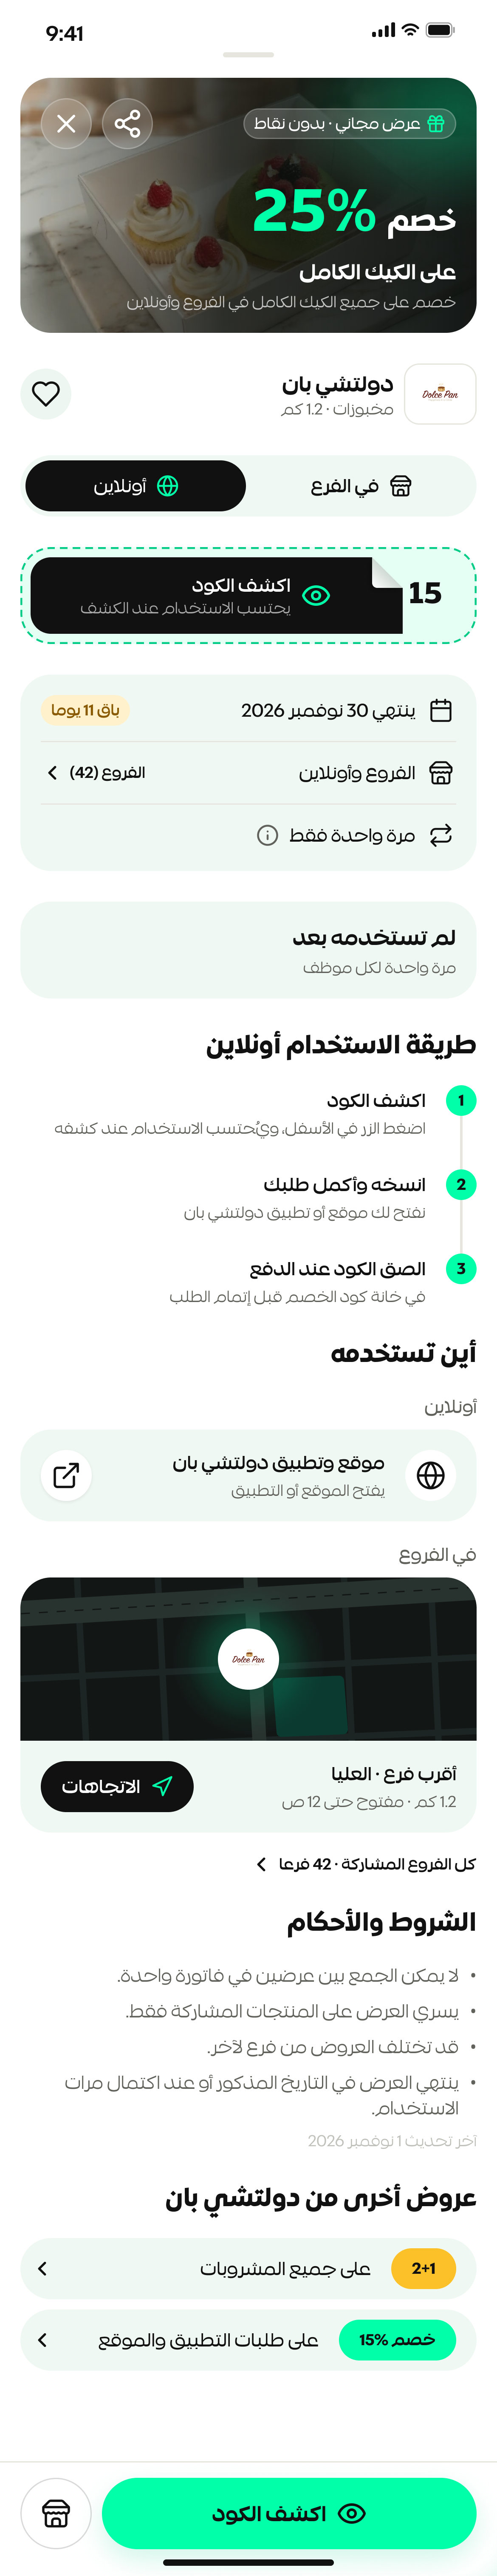 9:41
عرض مجاني · بدون نقاط
خصم 25%
على الكيك الكامل
خصم على جميع الكيك الكامل في الفروع وأونلاين
Dolce Pan
دولتشي بان
مخبوزات · 1.2 كم
في الفرع
أونلاين
15
اكشف الكود
يحتسب الاستخدام عند الكشف
ينتهي 30 نوفمبر 2026
باق 11 يوما
الفروع وأونلاين
الفروع (42)
مرة واحدة فقط
لم تستخدمه بعد
مرة واحدة لكل موظف
طريقة الاستخدام أونلاين
1
اكشف الكود
اضغط الزر في الأسفل، ويُحتسب الاستخدام عند كشفه
2
انسخه وأكمل طلبك
نفتح لك موقع أو تطبيق دولتشي بان
3
الصق الكود عند الدفع
في خانة كود الخصم قبل إتمام الطلب
أين تستخدمه
أونلاين
موقع وتطبيق دولتشي بان
يفتح الموقع أو التطبيق
في الفروع
Dolce Pan
أقرب فرع · العليا
1.2 كم · مفتوح حتى 12 ص
الاتجاهات
كل الفروع المشاركة · 42 فرعا
الشروط والأحكام
• لا يمكن الجمع بين عرضين في فاتورة واحدة.
• يسري العرض على المنتجات المشاركة فقط.
• قد تختلف العروض من فرع لآخر.
• ينتهي العرض في التاريخ المذكور أو عند اكتمال مرات
الاستخدام.
آخر تحديث 1 نوفمبر 2026
عروض أخرى من دولتشي بان
2+1
على جميع المشروبات
خصم 15%
على طلبات التطبيق والموقع
اكشف الكود